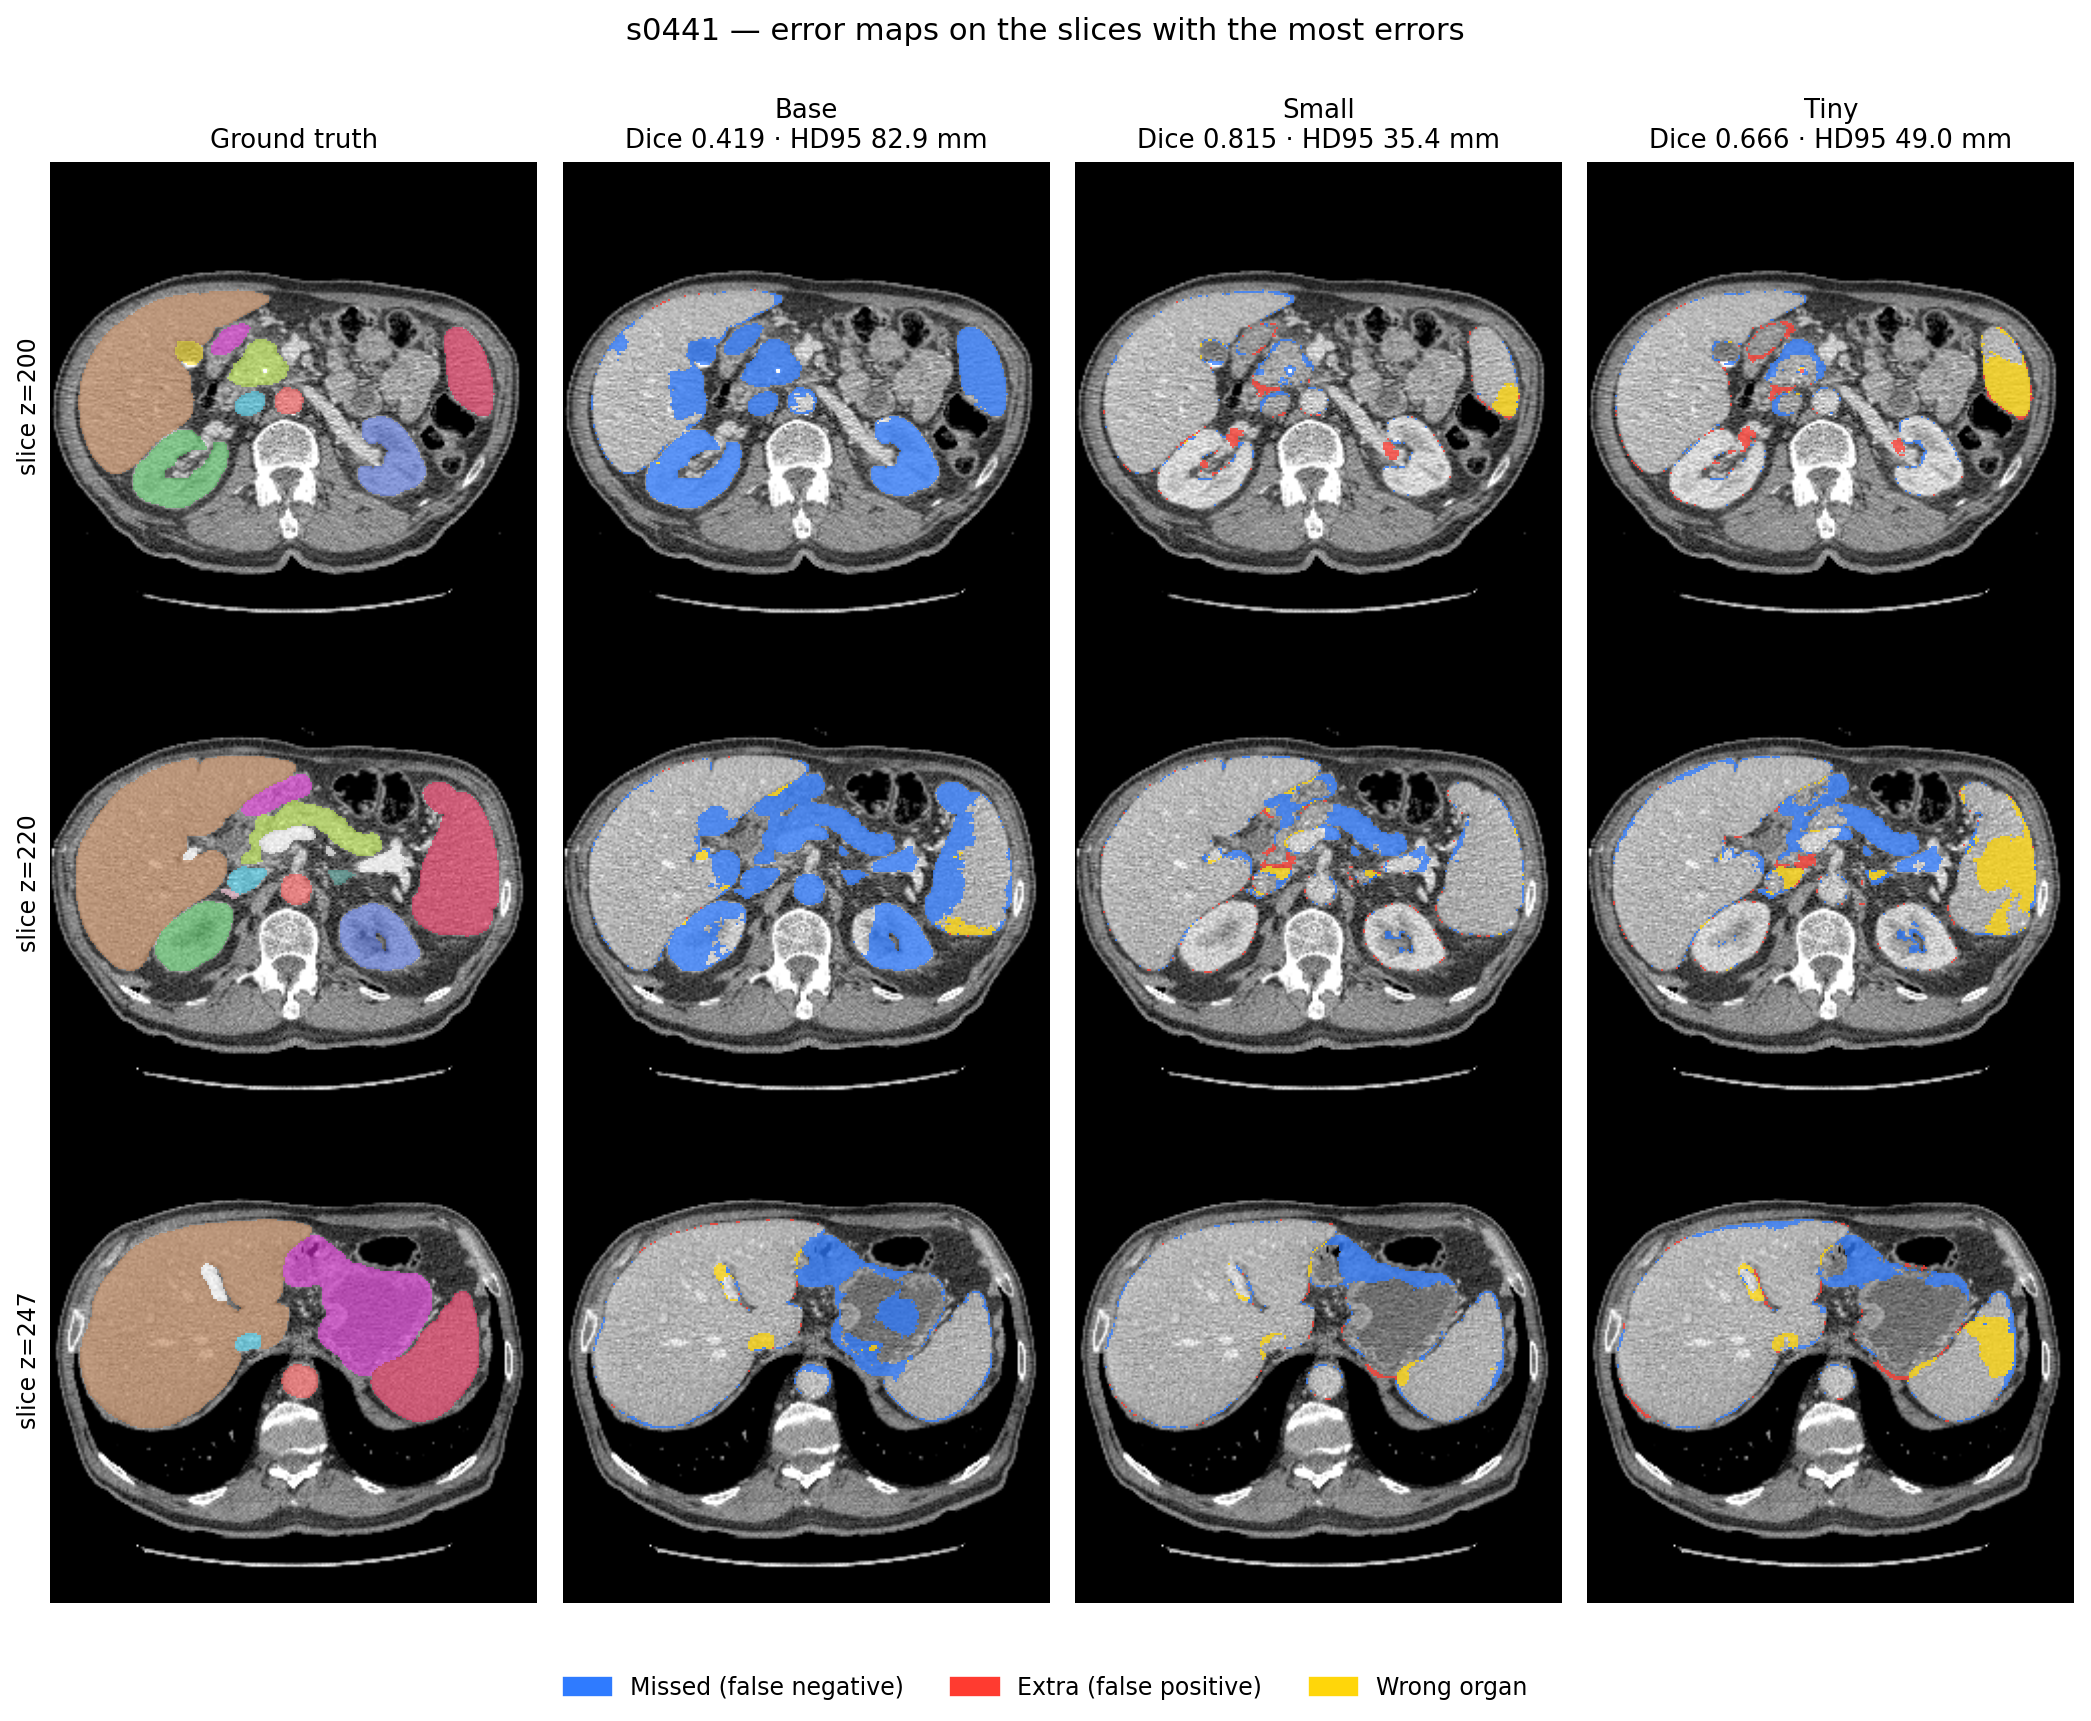 s0441 — error maps on the slices with the most errors
Ground truth
Base
Dice 0.419 · HD95 82.9 mm
Small
Dice 0.815 · HD95 35.4 mm
Tiny
Dice 0.666 · HD95 49.0 mm
slice z=200
slice z=220
slice z=247
Missed (false negative)
Extra (false positive)
Wrong organ